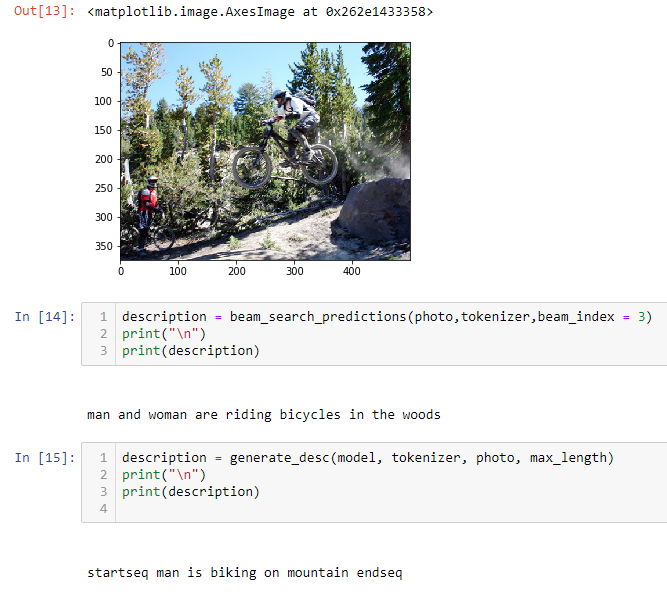 Out[13]: <matplotlib.image.AxesImage at 0x262e1433358>
0
50
100
150
200
250
300
350
0 100 200 300 400
In [14]: 1 description = beam_search_predictions(photo,tokenizer,beam_index = 3)
2 print("\n")
3 print(description)
man and woman are riding bicycles in the woods
In [15]: 1 description = generate_desc(model, tokenizer, photo, max_length)
2 print("\n")
3 print(description)
4
startseq man is biking on mountain endseq